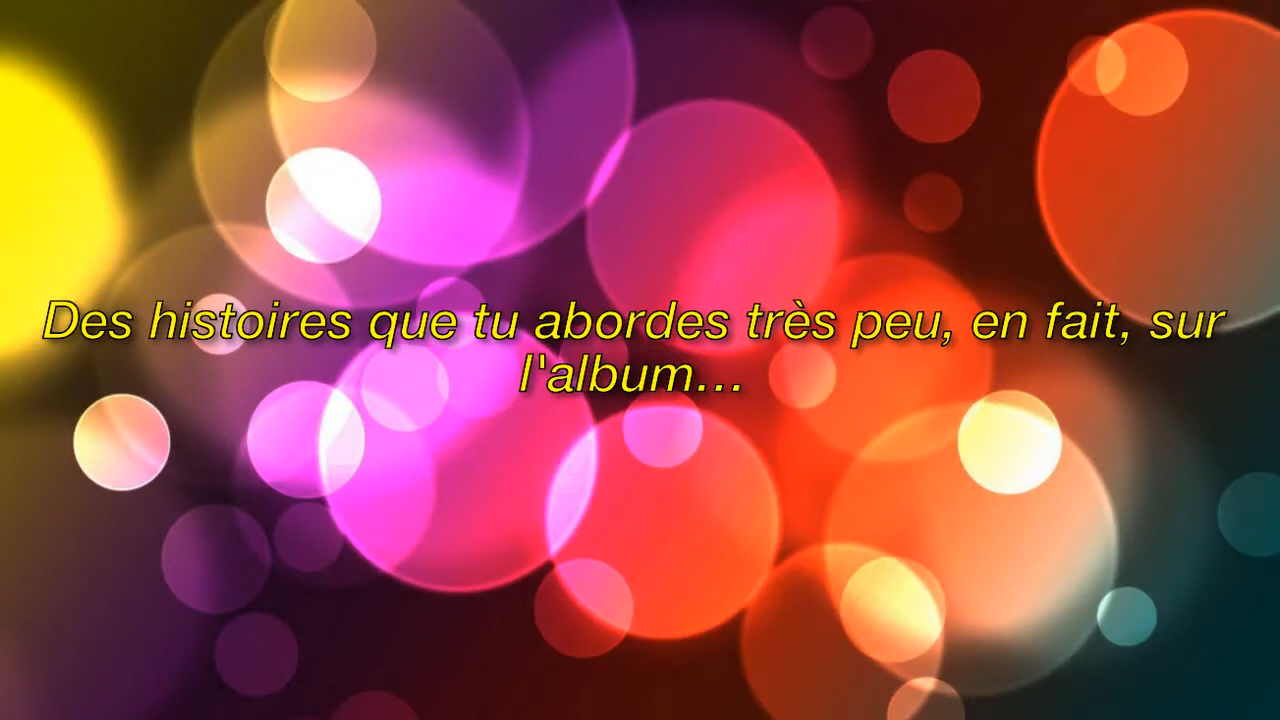 Des histoires que tu abordes très peu, en fait, sur
l'album…